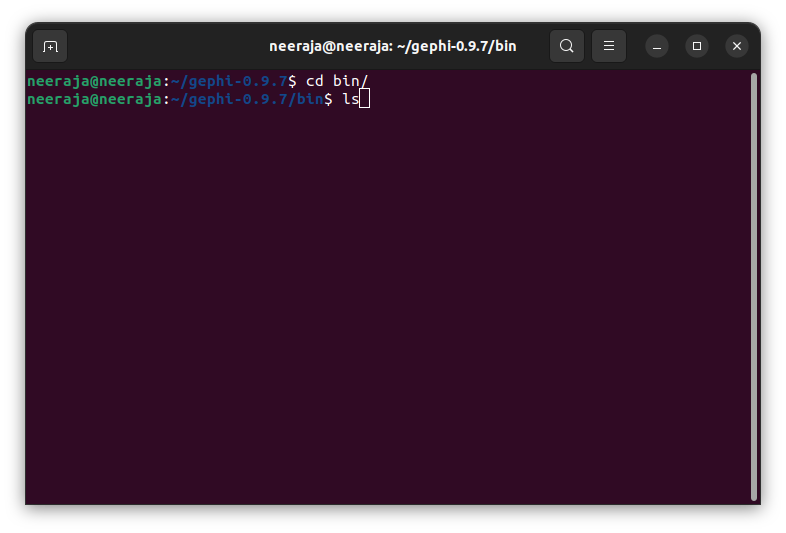 neeraja@neeraja: ~/gephi-0.9.7/bin
neeraja@neeraja:~/gephi-0.9.7$ cd bin/
neeraja@neeraja:~/gephi-0.9.7/bin$ ls